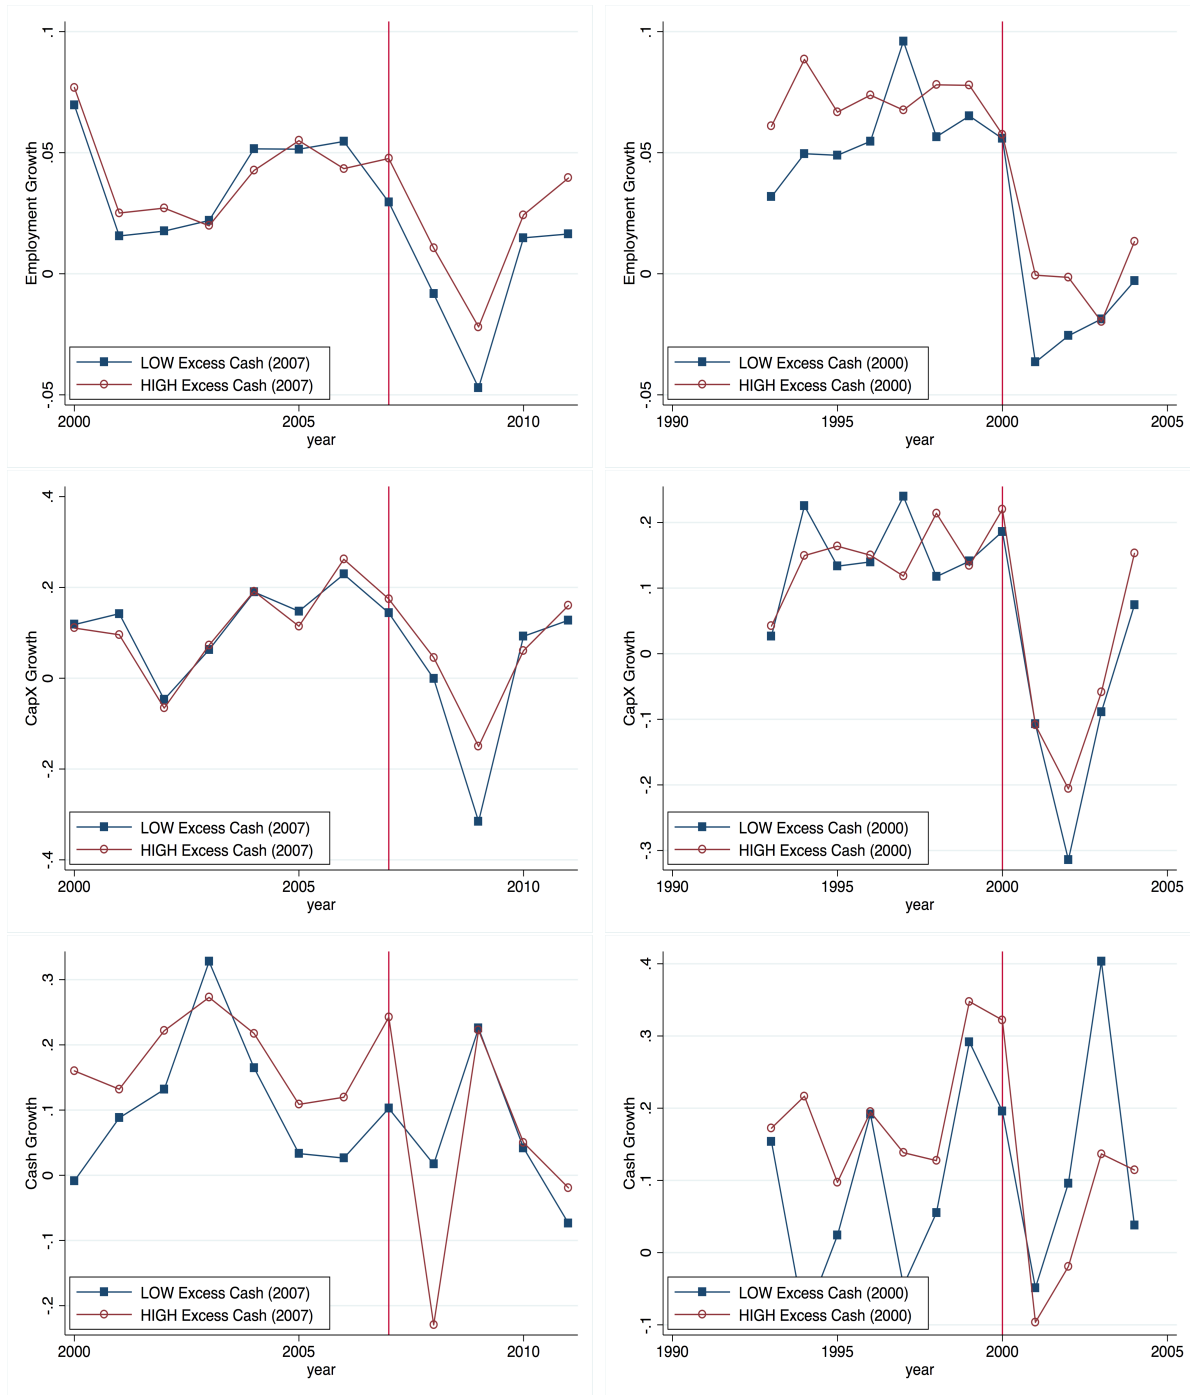 .1
.05
0
-.05
Employment Growth
LOW Excess Cash (2007)
HIGH Excess Cash (2007)
2000
2005
2010
year
.1
.05
0
-.05
Employment Growth
LOW Excess Cash (2000)
HIGH Excess Cash (2000)
1990
1995
2000
2005
year
.4
.2
0
-.2
-.4
CapX Growth
LOW Excess Cash (2007)
HIGH Excess Cash (2007)
2000
2005
2010
year
.2
.1
0
-.1
-.2
-.3
CapX Growth
LOW Excess Cash (2000)
HIGH Excess Cash (2000)
1990
1995
2000
2005
year
.3
.2
.1
0
-.1
-.2
Cash Growth
LOW Excess Cash (2007)
HIGH Excess Cash (2007)
2000
2005
2010
year
.4
.3
.2
.1
0
-.1
Cash Growth
LOW Excess Cash (2000)
HIGH Excess Cash (2000)
1990
1995
2000
2005
year